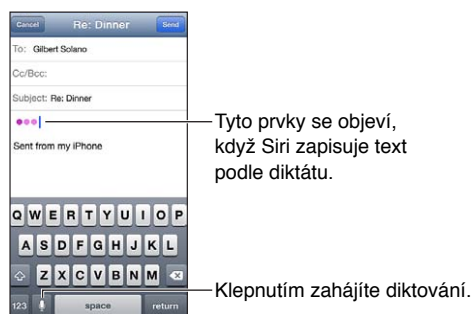 Cancel Re: Dinner Send
To: Gilbert Solano
Cc/Bcc:
Subject: Re: Dinner
Tyto prvky se objeví,
když Siri zapisuje text
podle diktátu.
Sent from my iPhone
Q W E R T Y U I O P
A S D F G H J K L
Z X C V B N M
Klepnutím zahájíte diktování.
123 space return